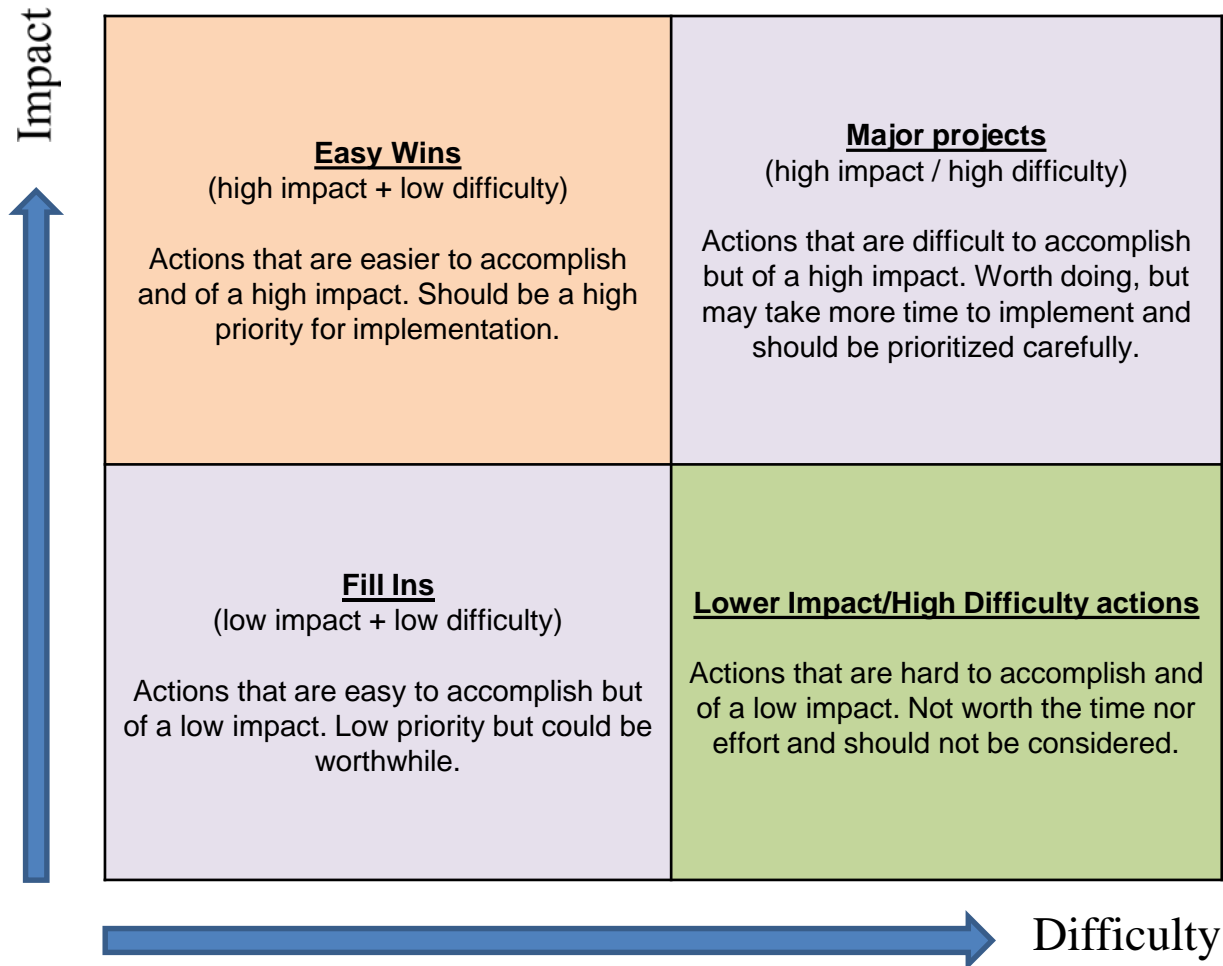 Impact
Easy Wins
(high impact + low difficulty)
Actions that are easier to accomplish
and of a high impact. Should be a high
priority for implementation.
Major projects
(high impact / high difficulty)
Actions that are difficult to accomplish
but of a high impact. Worth doing, but
may take more time to implement and
should be prioritized carefully.
Fill Ins
(low impact + low difficulty)
Actions that are easy to accomplish but
of a low impact. Low priority but could be
worthwhile.
Lower Impact/High Difficulty actions
Actions that are hard to accomplish and
of a low impact. Not worth the time nor
effort and should not be considered.
Difficulty